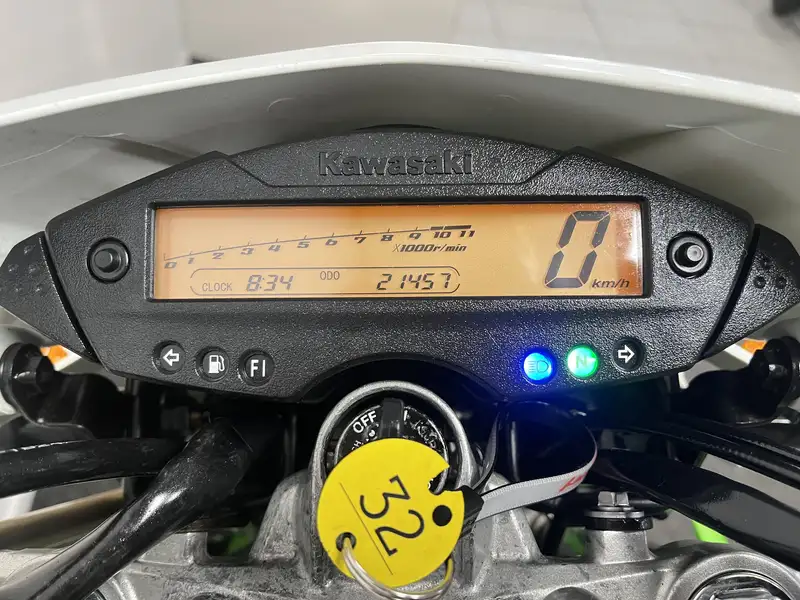 Kawasaki
0 1 2 3 4 5 6 7 8 9 10 11
X1000r/min
0 km/h
CLOCK 8:34 ODO 21457
FI
N
OFF
32